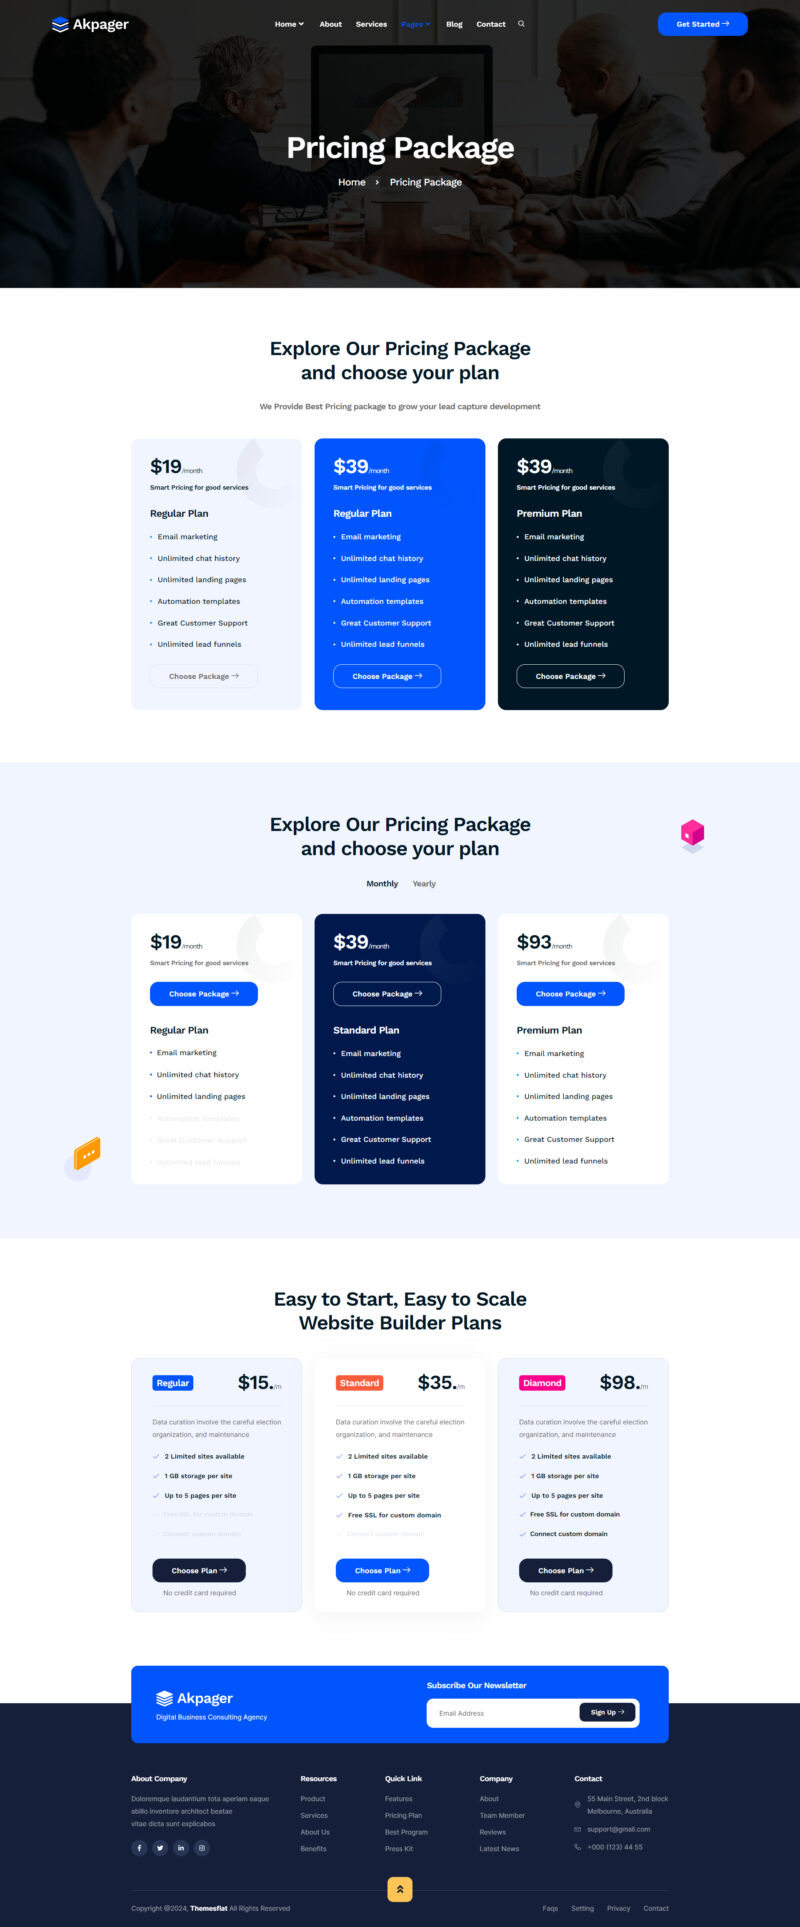 Akpager
Home
About
Services
Pages
Blog
Contact
Get Started
Pricing Package
Home
Pricing Package
Explore Our Pricing Package
and choose your plan
We Provide Best Pricing package to grow your lead capture development
$19/month
Smart Pricing for good services
Regular Plan
Email marketing
Unlimited chat history
Unlimited landing pages
Automation templates
Great Customer Support
Unlimited lead funnels
Choose Package
$39/month
Smart Pricing for good services
Regular Plan
Email marketing
Unlimited chat history
Unlimited landing pages
Automation templates
Great Customer Support
Unlimited lead funnels
Choose Package
$39/month
Smart Pricing for good services
Premium Plan
Email marketing
Unlimited chat history
Unlimited landing pages
Automation templates
Great Customer Support
Unlimited lead funnels
Choose Package
Explore Our Pricing Package
and choose your plan
Monthly
Yearly
$19/month
Smart Pricing for good services
Choose Package
Regular Plan
Email marketing
Unlimited chat history
Unlimited landing pages
Automation templates
Great Customer Support
Unlimited lead funnels
$39/month
Smart Pricing for good services
Choose Package
Standard Plan
Email marketing
Unlimited chat history
Unlimited landing pages
Automation templates
Great Customer Support
Unlimited lead funnels
$93/month
Smart Pricing for good services
Choose Package
Premium Plan
Email marketing
Unlimited chat history
Unlimited landing pages
Automation templates
Great Customer Support
Unlimited lead funnels
Easy to Start, Easy to Scale
Website Builder Plans
Regular
$15./m
Data curation involve the careful election
organization, and maintenance
2 Limited sites available
1 GB storage per site
Up to 5 pages per site
Free SSL for custom domain
Connect custom domain
Choose Plan
No credit card required
Standard
$35./m
Data curation involve the careful election
organization, and maintenance
2 Limited sites available
1 GB storage per site
Up to 5 pages per site
Free SSL for custom domain
Connect custom domain
Choose Plan
No credit card required
Diamond
$98./m
Data curation involve the careful election
organization, and maintenance
2 Limited sites available
1 GB storage per site
Up to 5 pages per site
Free SSL for custom domain
Connect custom domain
Choose Plan
No credit card required
Akpager
Digital Business Consulting Agency
Subscribe Our Newsletter
Email Address
Sign Up
About Company
Doloremque laudantium tota aperiam eaque
abillo inventore architect beatae
vitae dicta sunt explicabos
Resources
Product
Services
About Us
Benefits
Quick Link
Features
Pricing Plan
Best Program
Press Kit
Company
About
Team Member
Reviews
Latest News
Contact
55 Main Street, 2nd block
Melbourne, Australia
support@gmail.com
+000 (123) 44 55
Copyright @2024, Themesflat All Rights Reserved
Faqs
Setting
Privacy
Contact